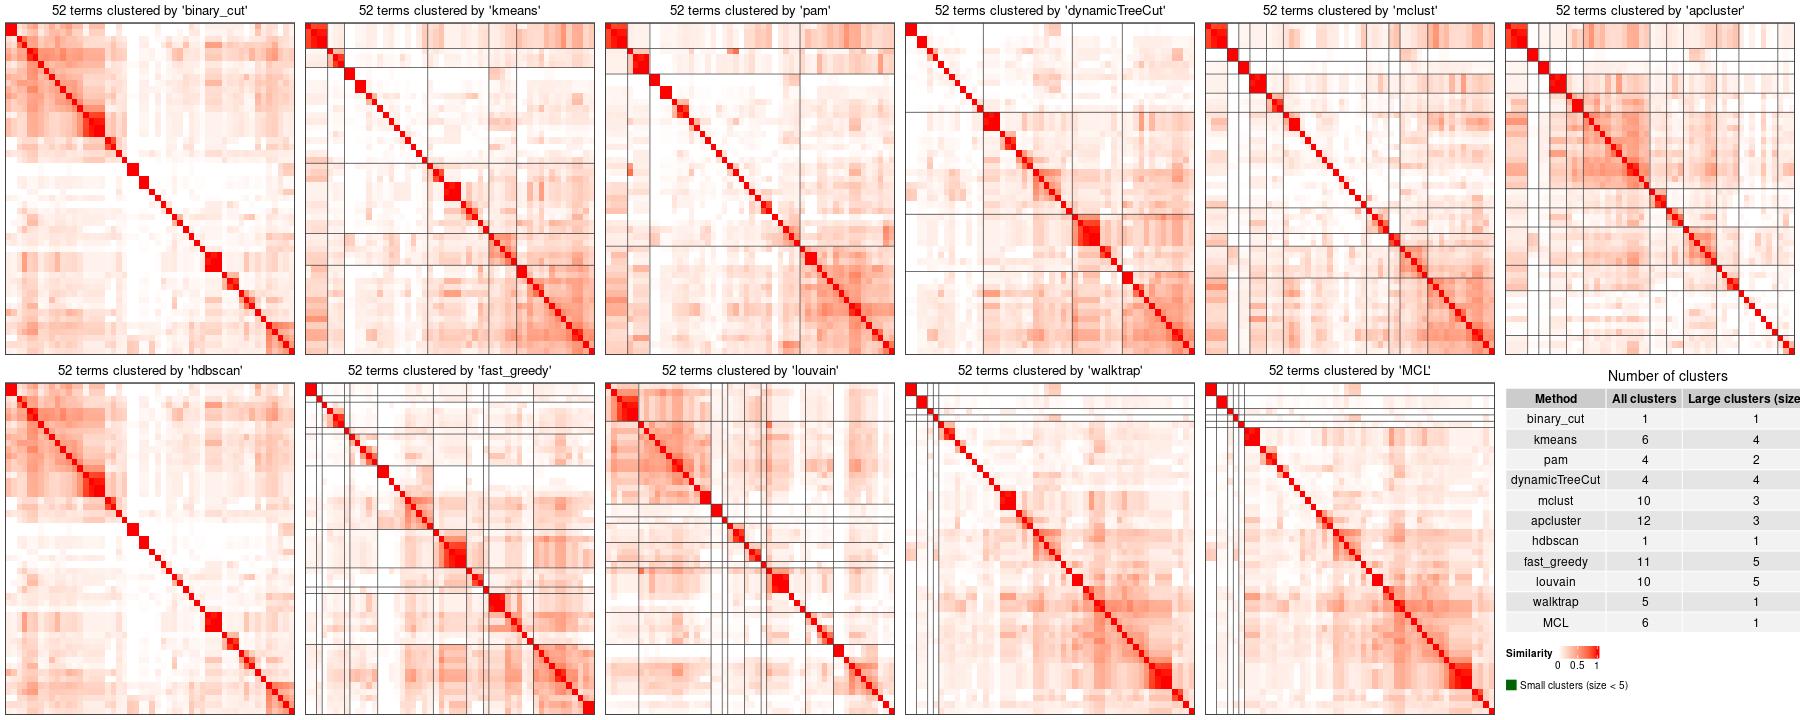 52 terms clustered by 'binary_cut'
52 terms clustered by 'kmeans'
52 terms clustered by 'pam'
52 terms clustered by 'dynamicTreeCut'
52 terms clustered by 'mclust'
52 terms clustered by 'apcluster'
52 terms clustered by 'hdbscan'
52 terms clustered by 'fast_greedy'
52 terms clustered by 'louvain'
52 terms clustered by 'walktrap'
52 terms clustered by 'MCL'
Number of clusters
Method All clusters Large clusters (size
binary_cut 1 1
kmeans 6 4
pam 4 2
dynamicTreeCut 4 4
mclust 10 3
apcluster 12 3
hdbscan 1 1
fast_greedy 11 5
louvain 10 5
walktrap 5 1
MCL 6 1
Similarity
0 0.5 1
Small clusters (size < 5)